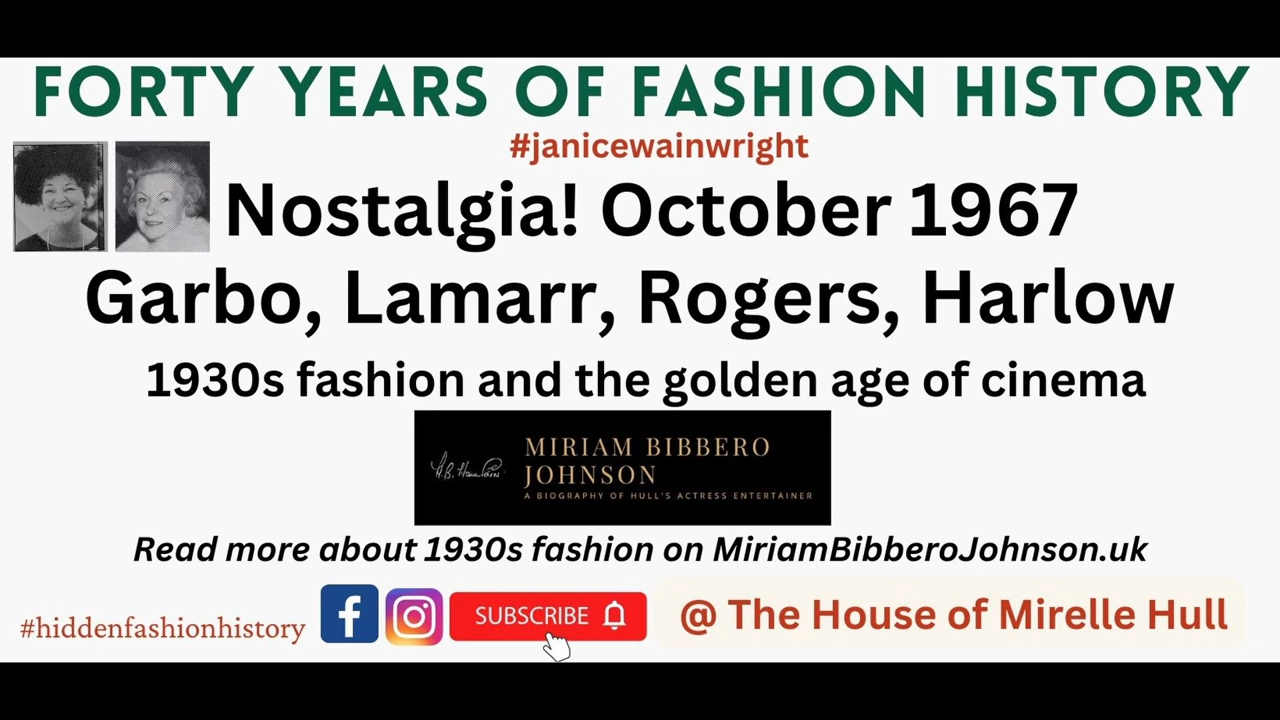 FORTY YEARS OF FASHION HISTORY
#janicewainwright
Nostalgia! October 1967
Garbo, Lamarr, Rogers, Harlow
1930s fashion and the golden age of cinema
MIRIAM BIBBERO
JOHNSON
A BIOGRAPHY OF HULL'S ACTRESS ENTERTAINER
Read more about 1930s fashion on MiriamBibberoJohnson.uk
#hiddenfashionhistory
SUBSCRIBE
@ The House of Mirelle Hull